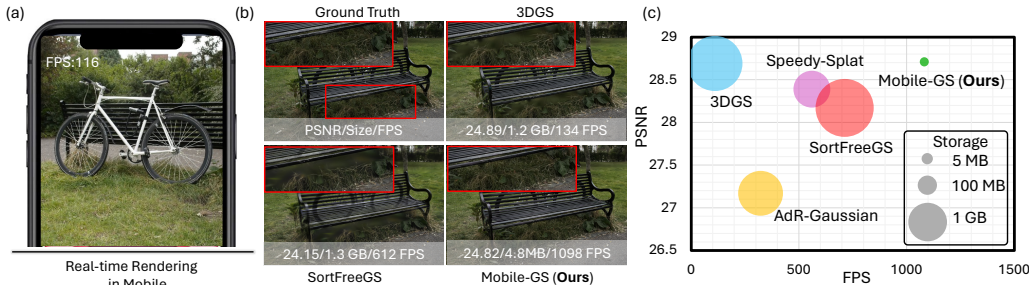 (a)
FPS:116
Real-time Rendering
in Mobile
(b)
Ground Truth
3DGS
PSNR/Size/FPS
24.89/1.2 GB/134 FPS
24.15/1.3 GB/612 FPS
24.82/4.8MB/1098 FPS
SortFreeGS
Mobile-GS (Ours)
(c)
PSNR
29
28.5
28
27.5
27
26.5
3DGS
Speedy-Splat
Mobile-GS (Ours)
SortFreeGS
AdR-Gaussian
Storage
5 MB
100 MB
1 GB
0
500
1000
1500
FPS